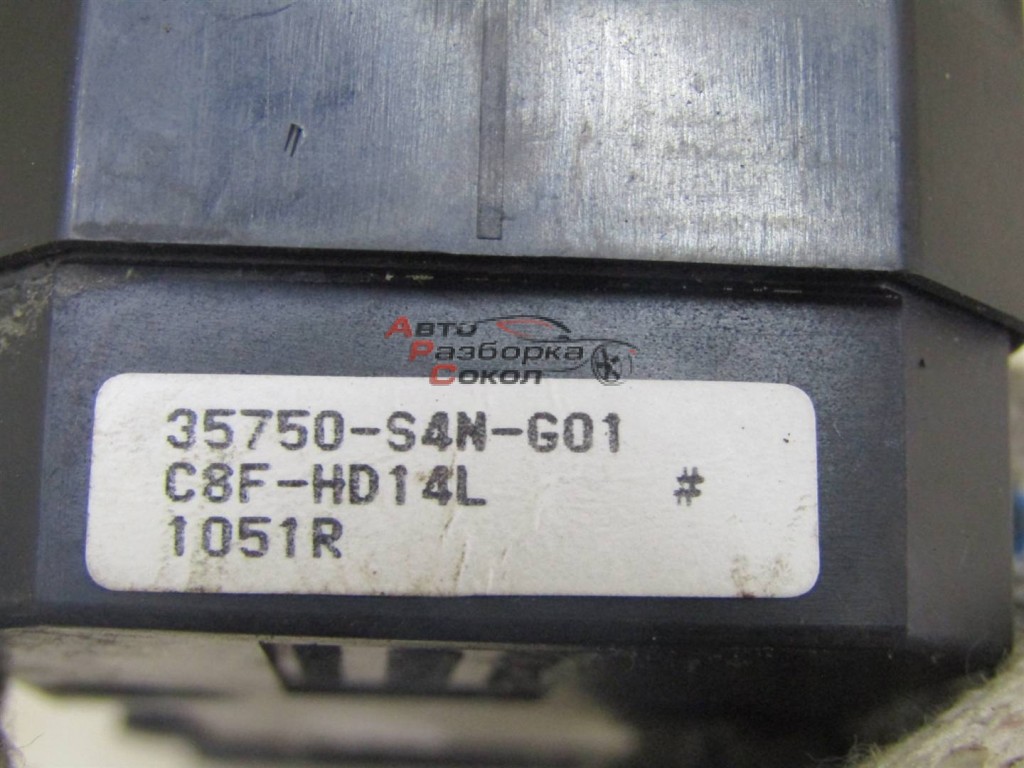 Авто
Разборка
Сокол
35750-S4N-G01
C8F-HD14L #
1051R